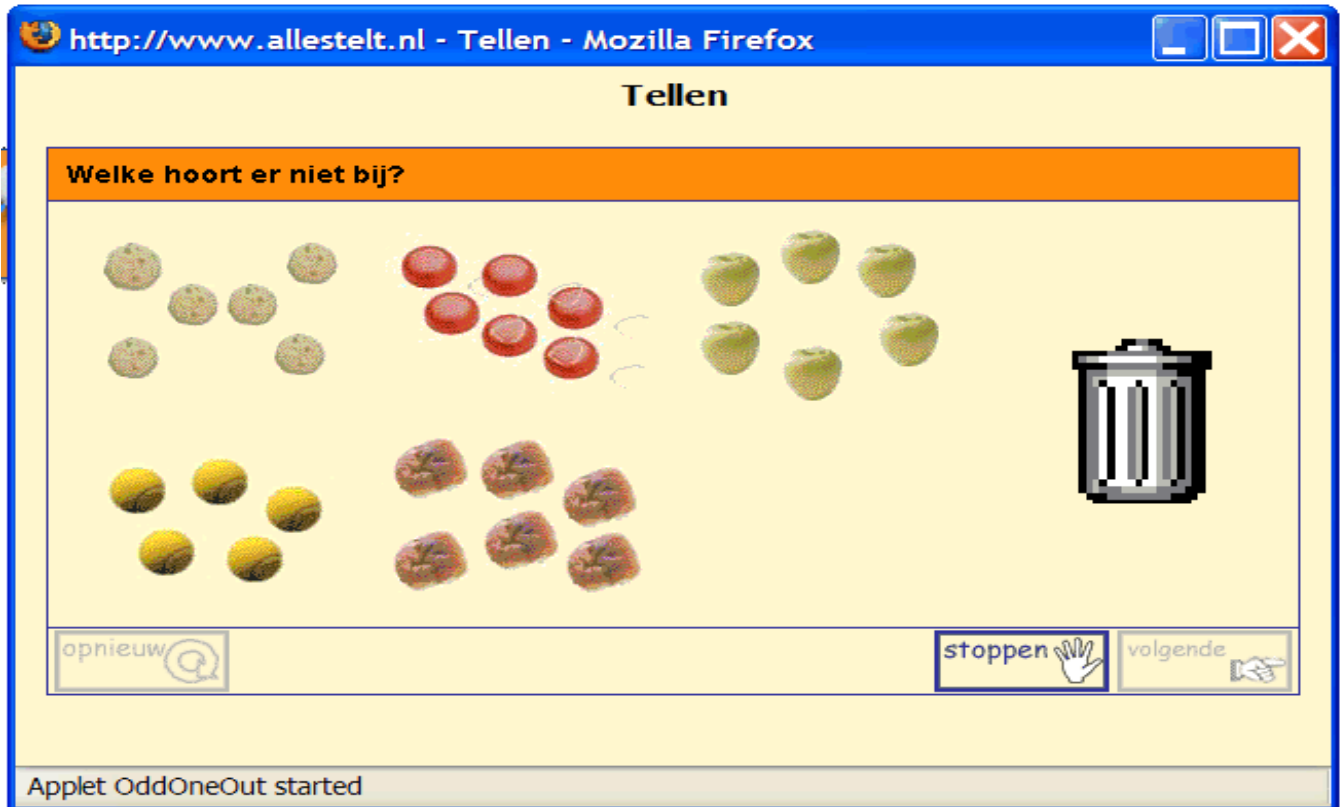 http://www.allestelt.nl - Tellen - Mozilla Firefox
Tellen
Welke hoort er niet bij?
opnieuw
stoppen
volgende
Applet OddOneOut started